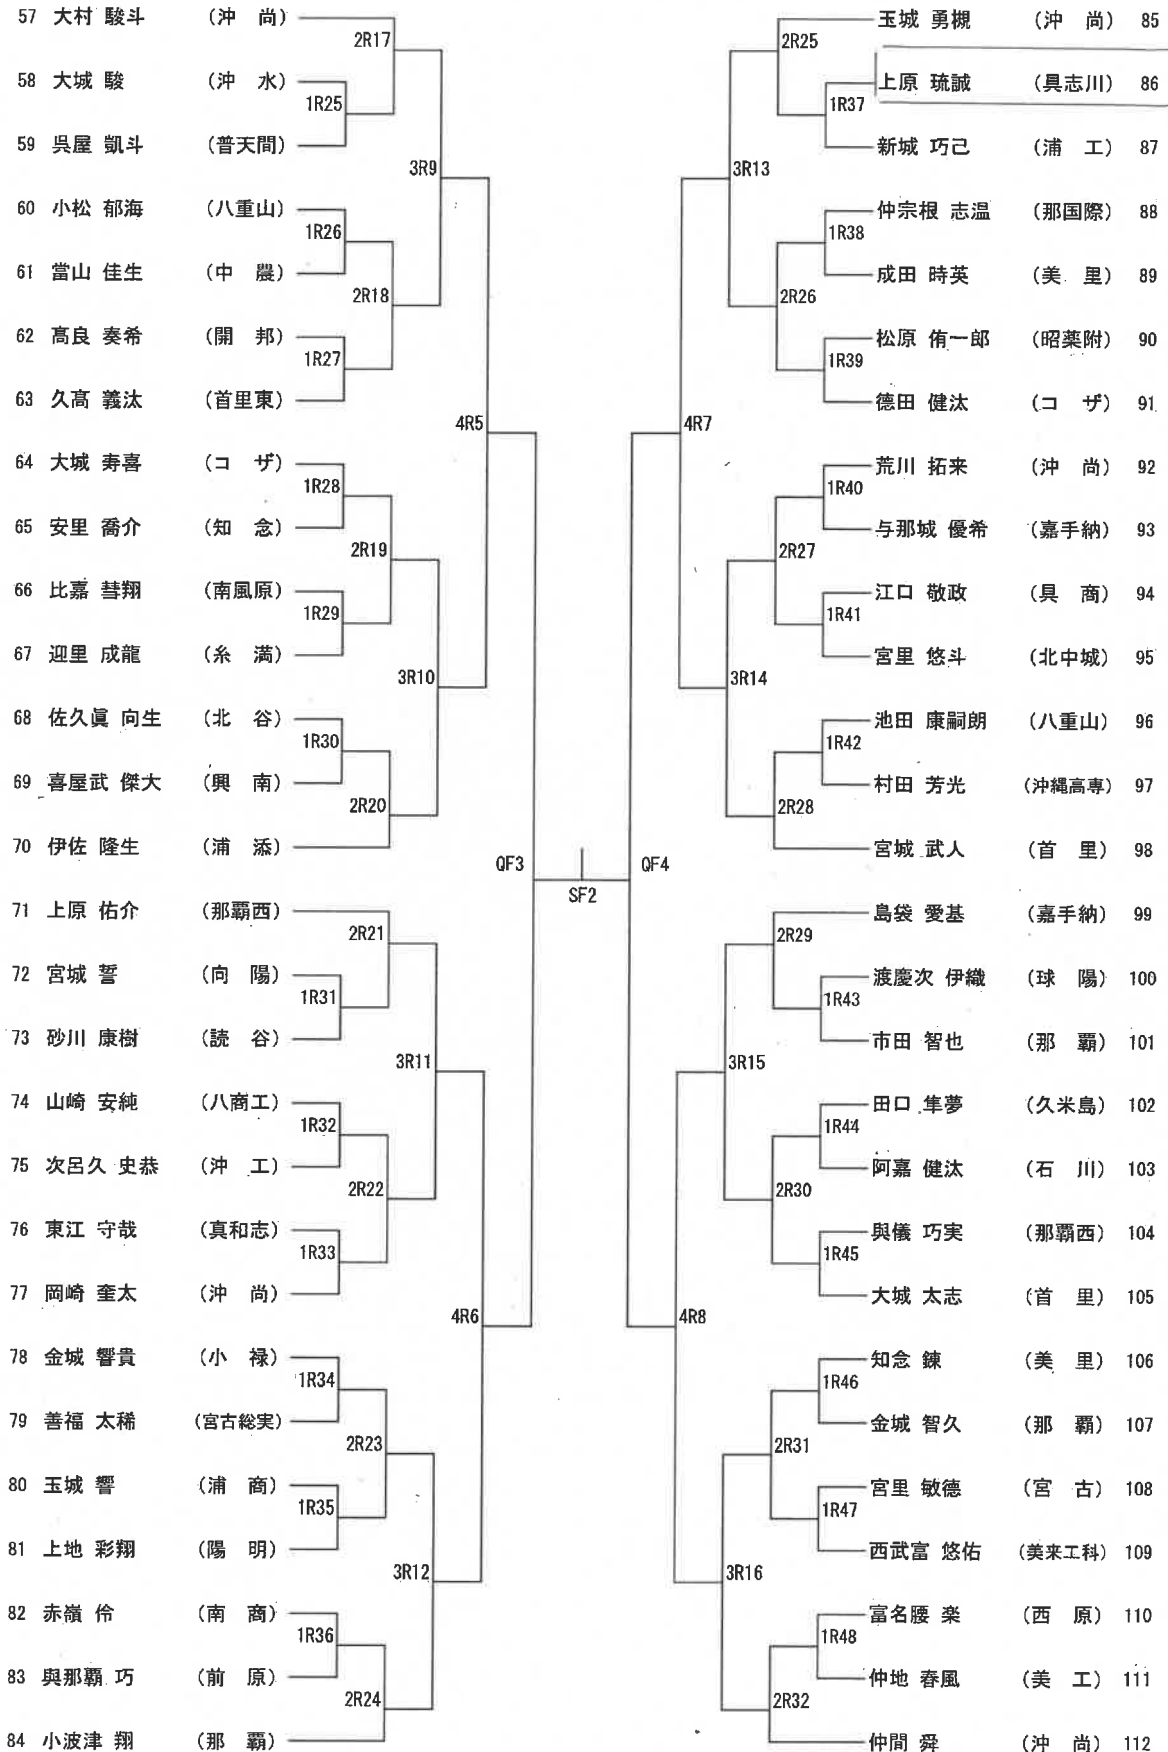 57 大村 駿斗 (沖 尚)
2R17
58 大城 駿 (沖 水)
1R25
59 呉屋 凱斗 (普天間)
3R9
60 小松 郁海 (八重山)
1R26
61 當山 佳生 (中 農)
2R18
62 髙良 奏希 (開 邦)
1R27
63 久髙 義汰 (首里東)
4R5
64 大城 寿喜 (コ ザ)
1R28
65 安里 喬介 (知 念)
2R19
66 比嘉 彗翔 (南風原)
1R29
67 迎里 成龍 (糸 満)
3R10
68 佐久眞 向生 (北 谷)
1R30
69 喜屋武 傑大 (興 南)
2R20
70 伊佐 隆生 (浦 添)
QF3
71 上原 佑介 (那覇西)
2R21
72 宮城 誓 (向 陽)
1R31
73 砂川 康樹 (読 谷)
3R11
74 山崎 安純 (八商工)
1R32
75 次呂久 史恭 (沖 工)
2R22
76 東江 守哉 (真和志)
1R33
77 岡崎 奎太 (沖 尚)
4R6
78 金城 響貴 (小 禄)
1R34
79 善福 太稀 (宮古総実)
2R23
80 玉城 響 (浦 商)
1R35
81 上地 彩翔 (陽 明)
3R12
82 赤嶺 伶 (南 商)
1R36
83 與那覇 巧 (前 原)
2R24
84 小波津 翔 (那 覇)
SF2
玉城 勇槻 (沖 尚) 85
2R25
上原 琉誠 (具志川) 86
1R37
新城 巧己 (浦 工) 87
3R13
仲宗根 志温 (那国際) 88
1R38
成田 時英 (美 里) 89
2R26
松原 侑一郎 (昭薬附) 90
1R39
德田 健汰 (コ ザ) 91
4R7
荒川 拓来 (沖 尚) 92
1R40
与那城 優希 (嘉手納) 93
2R27
江口 敬政 (具 商) 94
1R41
宮里 悠斗 (北中城) 95
3R14
池田 康嗣朗 (八重山) 96
1R42
村田 芳光 (沖縄高専) 97
2R28
宮城 武人 (首 里) 98
QF4
島袋 愛基 (嘉手納) 99
2R29
渡慶次 伊織 (球 陽) 100
1R43
市田 智也 (那 覇) 101
3R15
田口 隼夢 (久米島) 102
1R44
阿嘉 健汰 (石 川) 103
2R30
與儀 巧実 (那覇西) 104
1R45
大城 太志 (首 里) 105
4R8
知念 錬 (美 里) 106
1R46
金城 智久 (那 覇) 107
2R31
宮里 敏德 (宮 古) 108
1R47
西武富 悠佑 (美来工科) 109
3R16
富名腰 楽 (西 原) 110
1R48
仲地 春風 (美 工) 111
2R32
仲間 舜 (沖 尚) 112